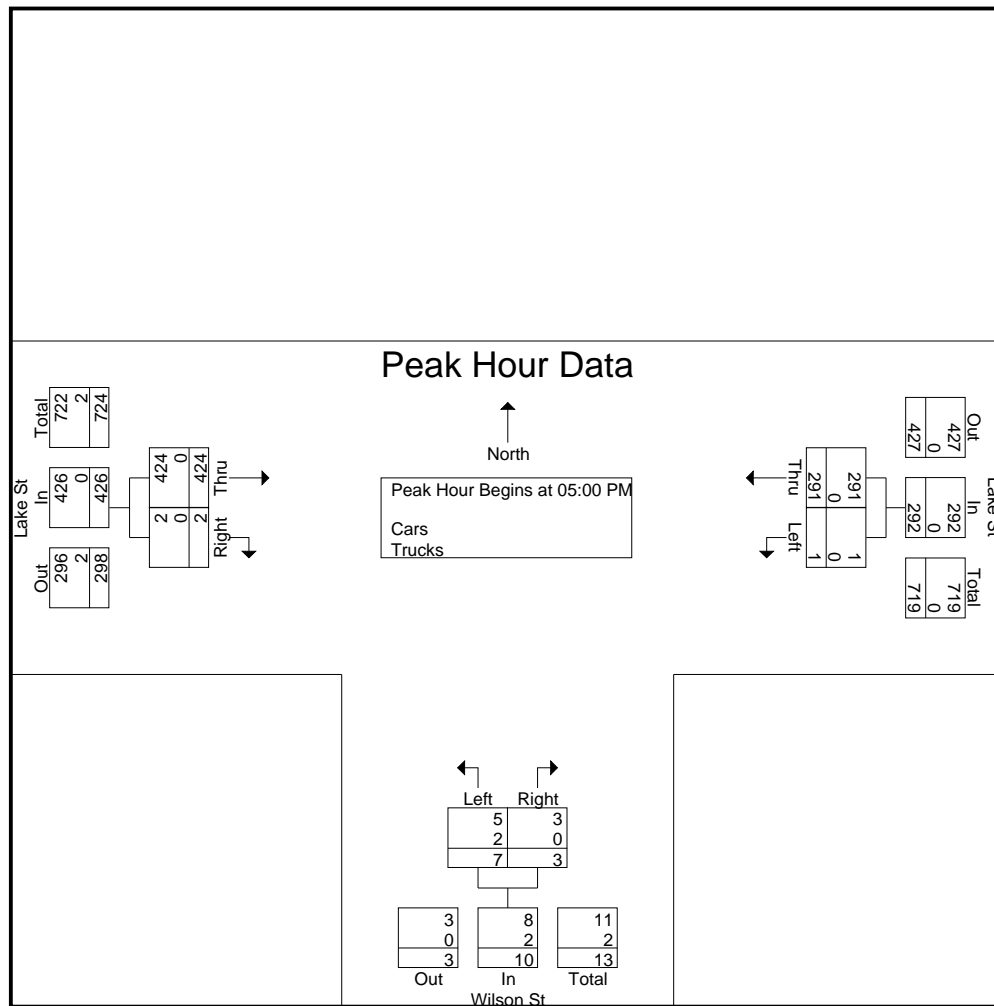 Peak Hour Data
North
Peak Hour Begins at 05:00 PM
Cars
Trucks
Lake St
Total
722
2
724
In
426
0
426
Out
296
2
298
Thru
424
0
424
Right
2
0
2
Thru
291
0
291
Left
1
0
1
Lake St
Out
427
0
427
In
292
0
292
Total
719
0
719
Left Right
5 3
2 0
7 3
3 8 11
0 2 2
3 10 13
Out In Total
Wilson St